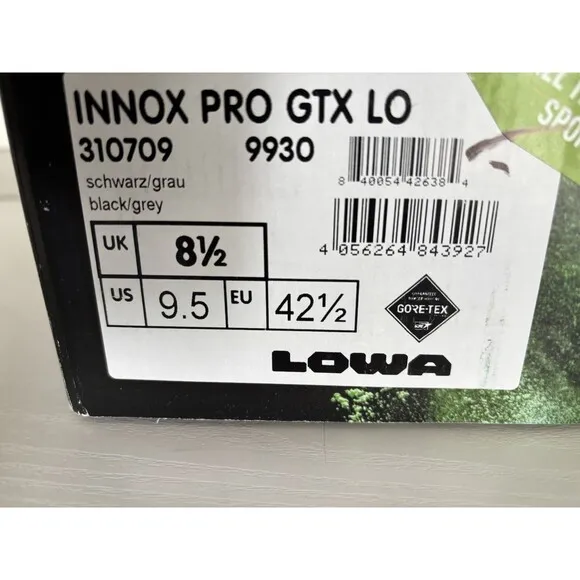 INNOX PRO GTX LO
310709 9930
schwarz/grau
black/grey
8 40054 42638 4
4 056264 843927
UK 8½
US 9.5 EU 42½
GORE-TEX
LOWA
SPO